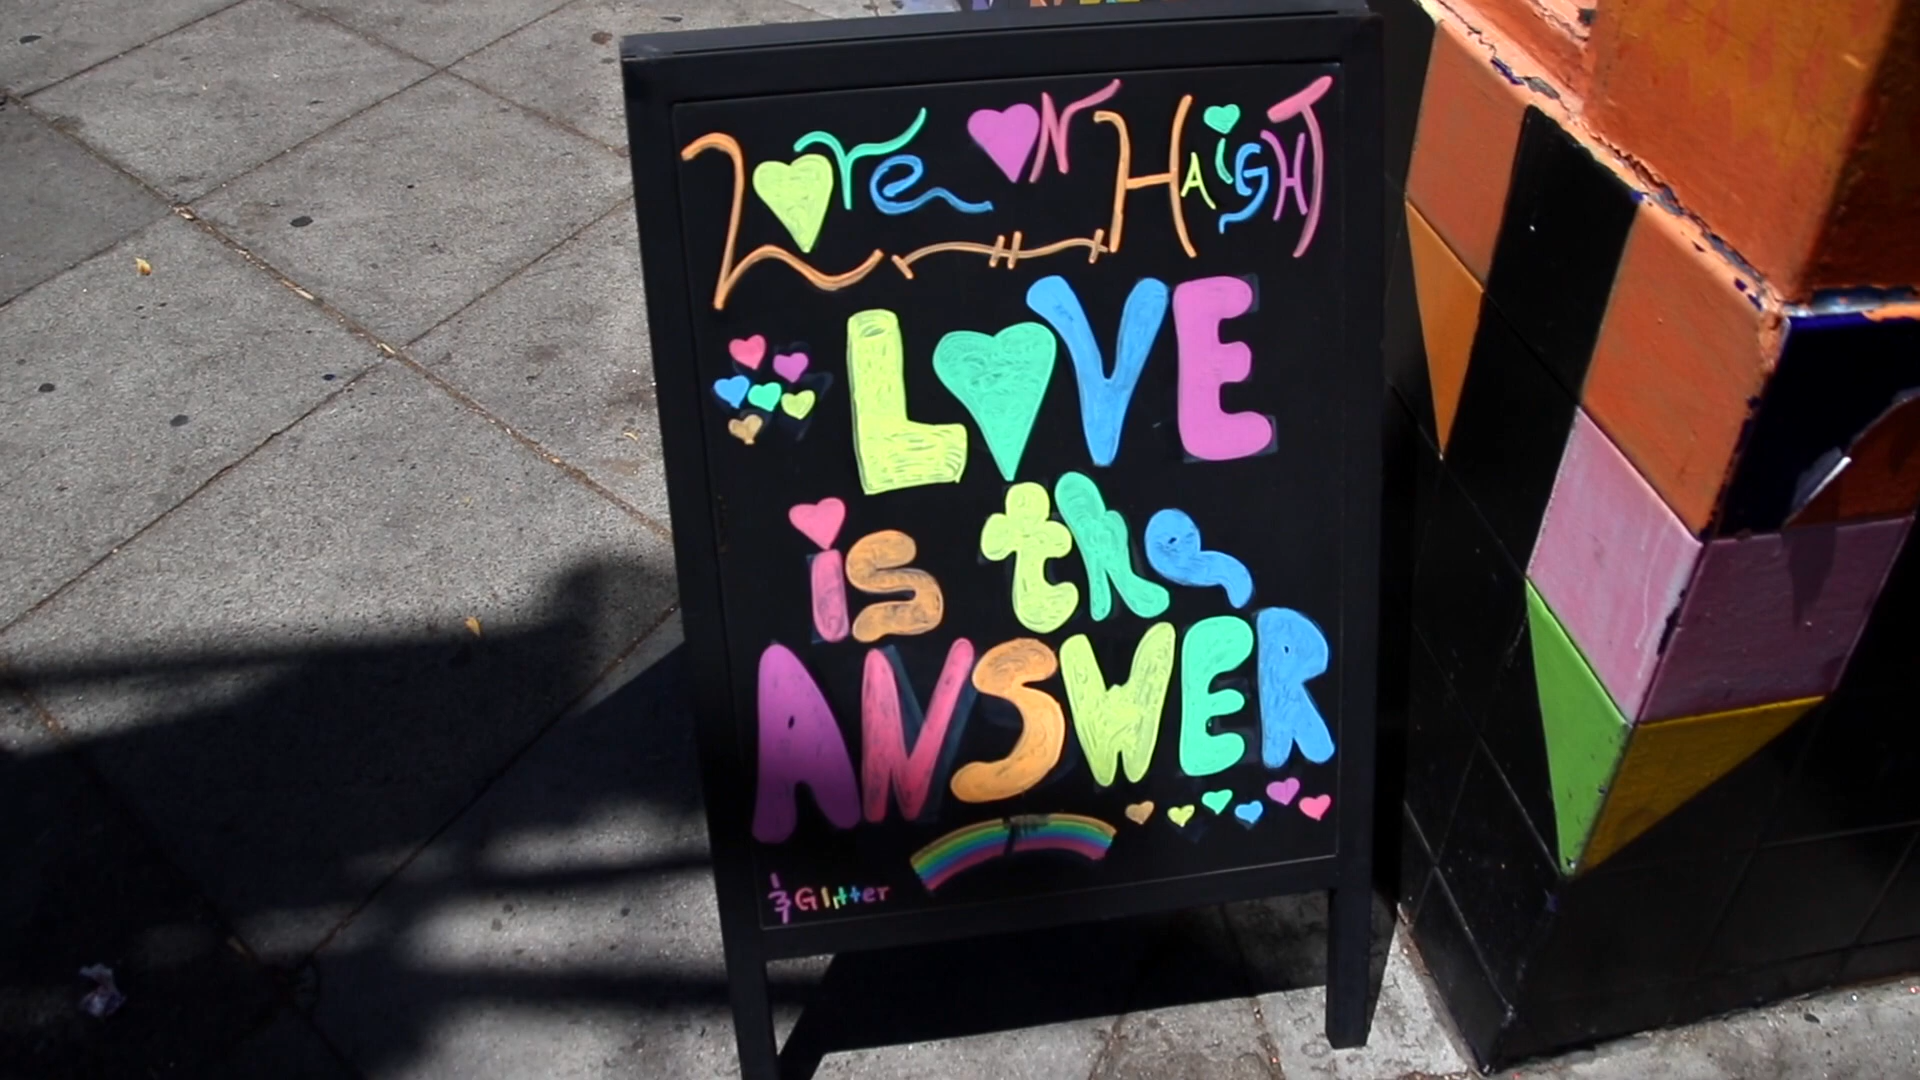 Love ON HAiGHT
LOVE
is the
ANSWER
Glitter